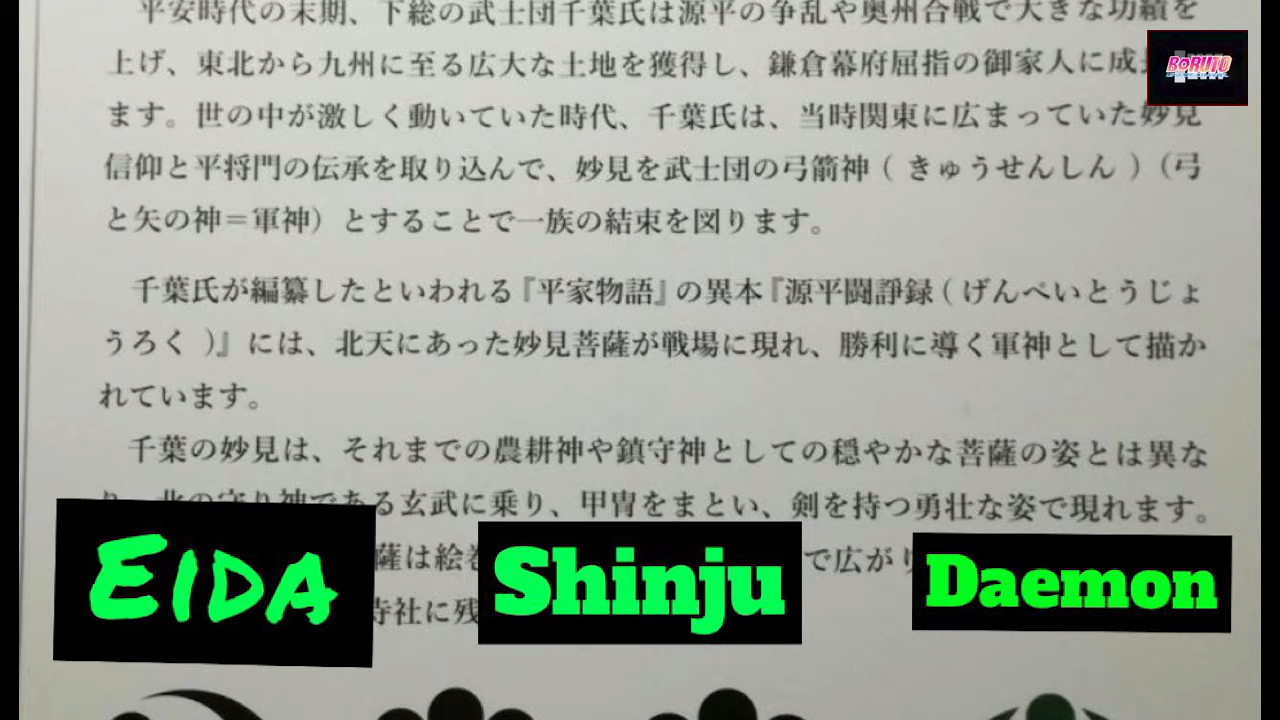 平安時代の末期、下総の武士団千葉氏は源平の争乱や奥州合戦で大きな功績を
上げ、東北から九州に至る広大な土地を獲得し、鎌倉幕府屈指の御家人に成
ます。世の中が激しく動いていた時代、千葉氏は、当時関東に広まっていた妙見
信仰と平将門の伝承を取り込んで、妙見を武士団の弓箭神(きゅうせんしん)(弓
と矢の神=軍神)とすることで一族の結束を図ります。
千葉氏が編纂したといわれる『平家物語』の異本『源平闘諍録(げんぺいとうじょ
うろく)』には、北天にあった妙見菩薩が戦場に現れ、勝利に導く軍神として描か
れています。
千葉の妙見は、それまでの農耕神や鎮守神としての穏やかな菩薩の姿とは異な
り、北の守り神である玄武に乗り、甲冑をまとい、剣を持つ勇壮な姿で現れます。
薩は絵 で広がり
寺社に残
BORUTO
EIDA
Shinju
Daemon